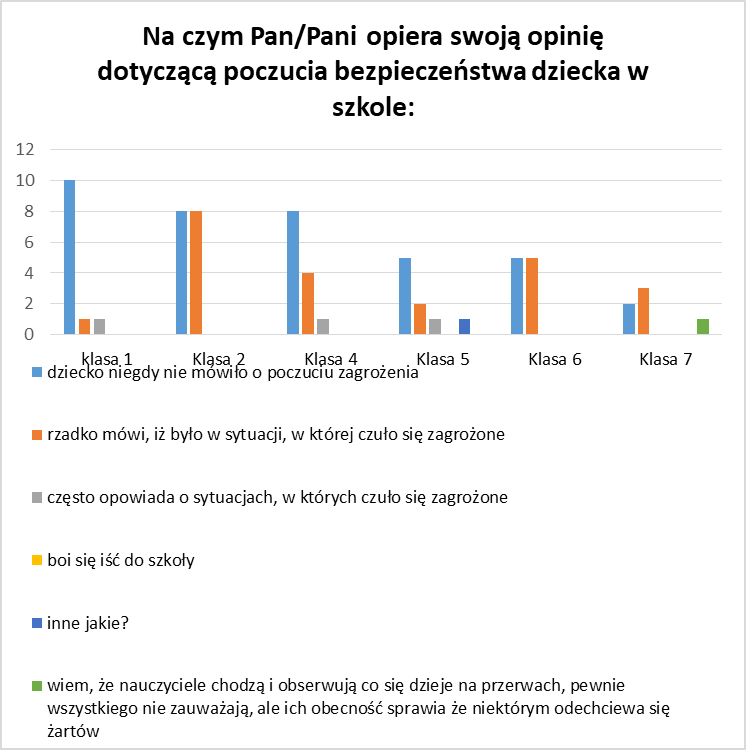 Na czym Pan/Pani opiera swoją opinię
dotyczącą poczucia bezpieczeństwa dziecka w
szkole:
12
10
8
6
4
2
0
klasa 1 Klasa 2 Klasa 4 Klasa 5 Klasa 6 Klasa 7
dziecko niegdy nie mówiło o poczuciu zagrożenia
rzadko mówi, iż było w sytuacji, w której czuło się zagrożone
często opowiada o sytuacjach, w których czuło się zagrożone
boi się iść do szkoły
inne jakie?
wiem, że nauczyciele chodzą i obserwują co się dzieje na przerwach, pewnie
wszystkiego nie zauważają, ale ich obecność sprawia że niektórym odechciewa się
żartów